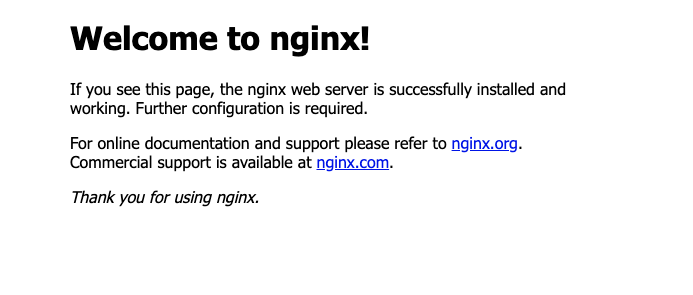 Welcome to nginx!
If you see this page, the nginx web server is successfully installed and
working. Further configuration is required.
For online documentation and support please refer to nginx.org.
Commercial support is available at nginx.com.
Thank you for using nginx.